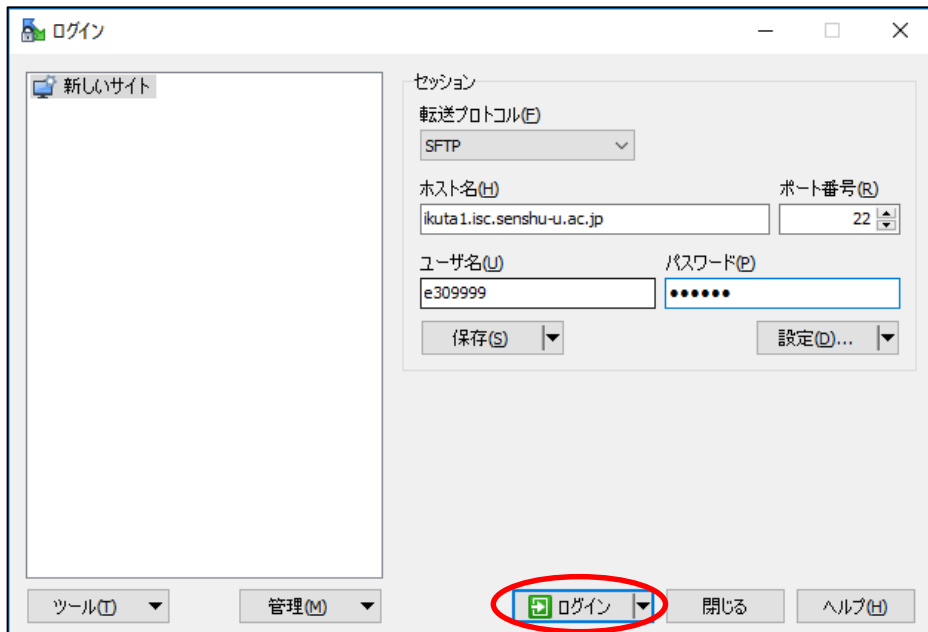 ログイン
新しいサイト
セッション
転送プロトコル(F)
SFTP
ホスト名(H) ポート番号(R)
ikuta1.isc.senshu-u.ac.jp 22
ユーザ名(U) パスワード(P)
e309999 ●●●●●●
保存(S) 設定(D)...
ツール(T) 管理(M) ログイン 閉じる ヘルプ(H)